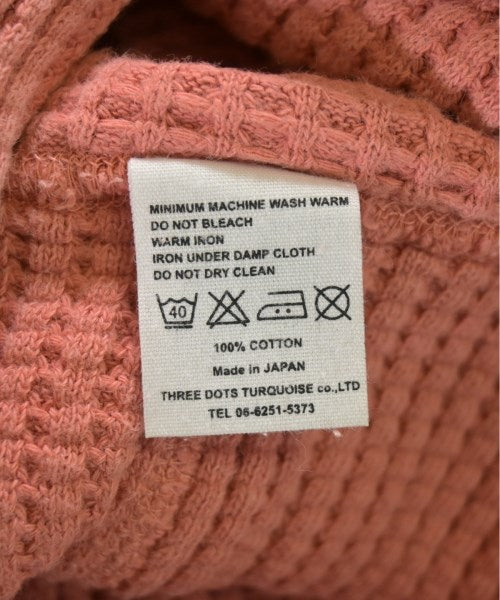 MINIMUM MACHINE WASH WARM
DO NOT BLEACH
WARM IRON
IRON UNDER DAMP CLOTH
DO NOT DRY CLEAN
40
100% COTTON
Made in JAPAN
THREE DOTS TURQUOISE co.,LTD
TEL 06-6251-5373